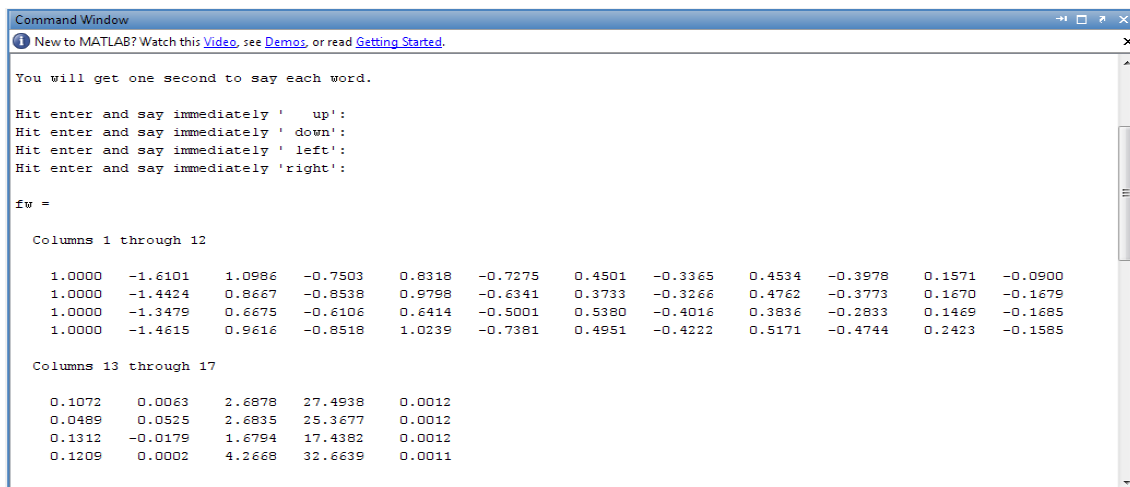 Command Window
New to MATLAB? Watch this Video, see Demos, or read Getting Started.
You will get one second to say each word.
Hit enter and say immediately '   up':
Hit enter and say immediately ' down':
Hit enter and say immediately ' left':
Hit enter and say immediately 'right':
fw =
Columns 1 through 12
1.0000 -1.6101 1.0986 -0.7503 0.8318 -0.7275 0.4501 -0.3365 0.4534 -0.3978 0.1571 -0.0900
1.0000 -1.4424 0.8667 -0.8538 0.9798 -0.6341 0.3733 -0.3266 0.4762 -0.3773 0.1670 -0.1679
1.0000 -1.3479 0.6675 -0.6106 0.6414 -0.5001 0.5380 -0.4016 0.3836 -0.2833 0.1469 -0.1685
1.0000 -1.4615 0.9616 -0.8518 1.0239 -0.7381 0.4951 -0.4222 0.5171 -0.4744 0.2423 -0.1585
Columns 13 through 17
0.1072 0.0063 2.6878 27.4938 0.0012
0.0489 0.0525 2.6835 25.3677 0.0012
0.1312 -0.0179 1.6794 17.4382 0.0012
0.1209 0.0002 4.2668 32.6639 0.0011